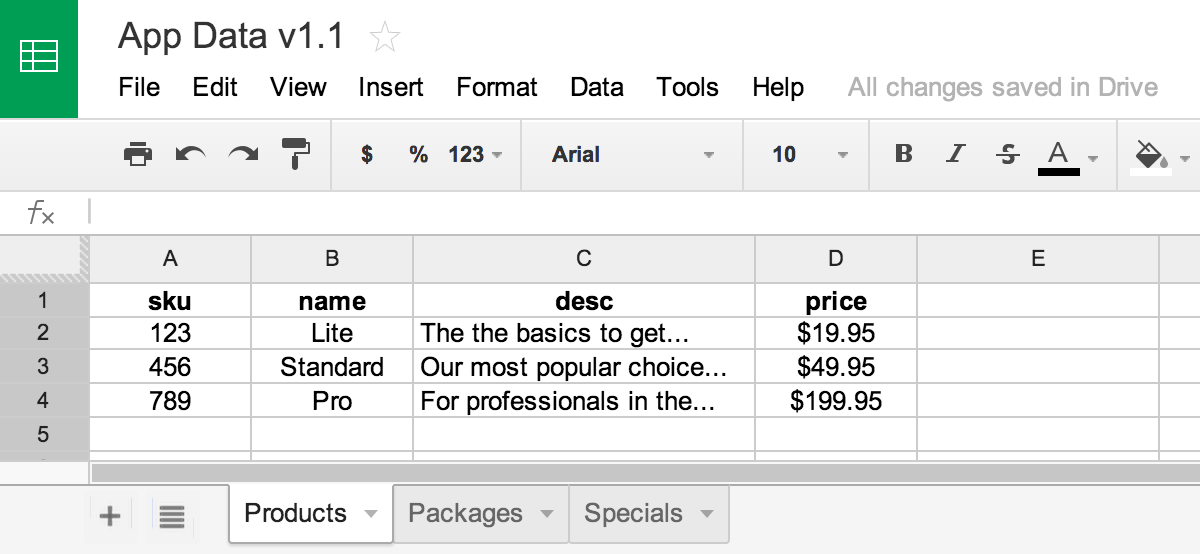 App Data v1.1
File Edit View Insert Format Data Tools Help All changes saved in Drive
$ % 123 Arial 10 B I S A
fx
A B C D E
1 sku name desc price
2 123 Lite The the basics to get... $19.95
3 456 Standard Our most popular choice... $49.95
4 789 Pro For professionals in the... $199.95
5
+ Products Packages Specials